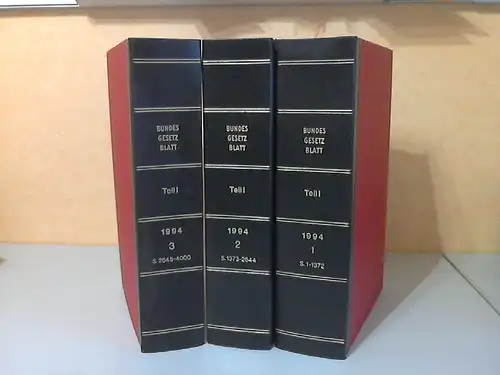 BUNDES
GESETZ
BLATT
Teil I
1994
3
S. 2645-4000
BUNDES
GESETZ
BLATT
Teil I
1994
2
S. 1373-2644
BUNDES
GESETZ
BLATT
Teil I
1994
1
S. 1-1372